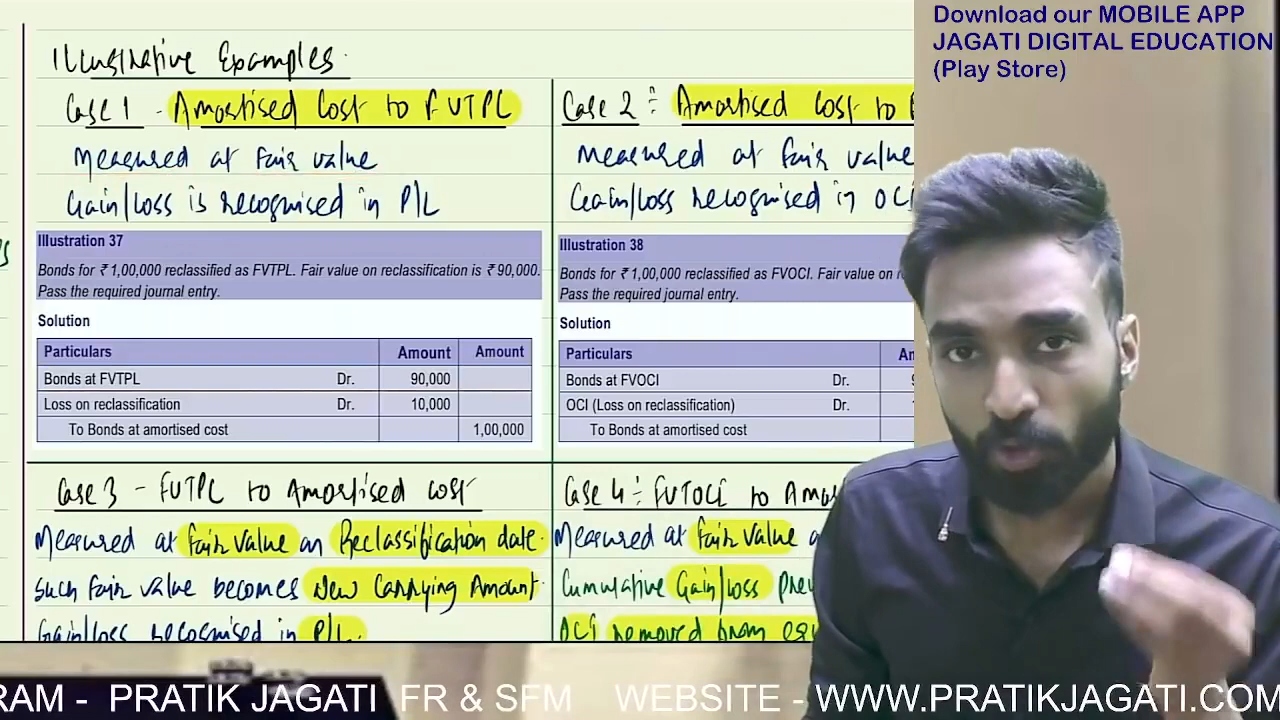 Download our MOBILE APP
JAGATI DIGITAL EDUCATION
(Play Store)
Illustrative Examples.
Case 1 - Amortised Cost to FVTPL
Measured at Fair value
Gain/Loss is recognised in P/L
Illustration 37
Bonds for ₹ 1,00,000 reclassified as FVTPL. Fair value on reclassification is ₹ 90,000.
Pass the required journal entry.
Solution
Particulars Amount Amount
Bonds at FVTPL Dr. 90,000
Loss on reclassification Dr. 10,000
To Bonds at amortised cost 1,00,000
Case 2 : Amortised Cost to
Measured at Fair value
Gain/Loss recognised in OCI
Illustration 38
Bonds for ₹ 1,00,000 reclassified as FVOCI. Fair value on
Pass the required journal entry.
Solution
Particulars
Bonds at FVOCI Dr.
OCI (Loss on reclassification) Dr.
To Bonds at amortised cost
Case 3 - FVTPL to Amortised cost
Measured at Fair value on Reclassification date.
Such Fair value becomes New Carrying Amount.
Gain/Loss recognised in P/L.
Case 4 : FVTOCI to
Measured at Fair value
Cumulative Gain/Loss
OCI removed from
RAM - PRATIK JAGATI FR & SFM WEBSITE - WWW.PRATIKJAGATI.COM